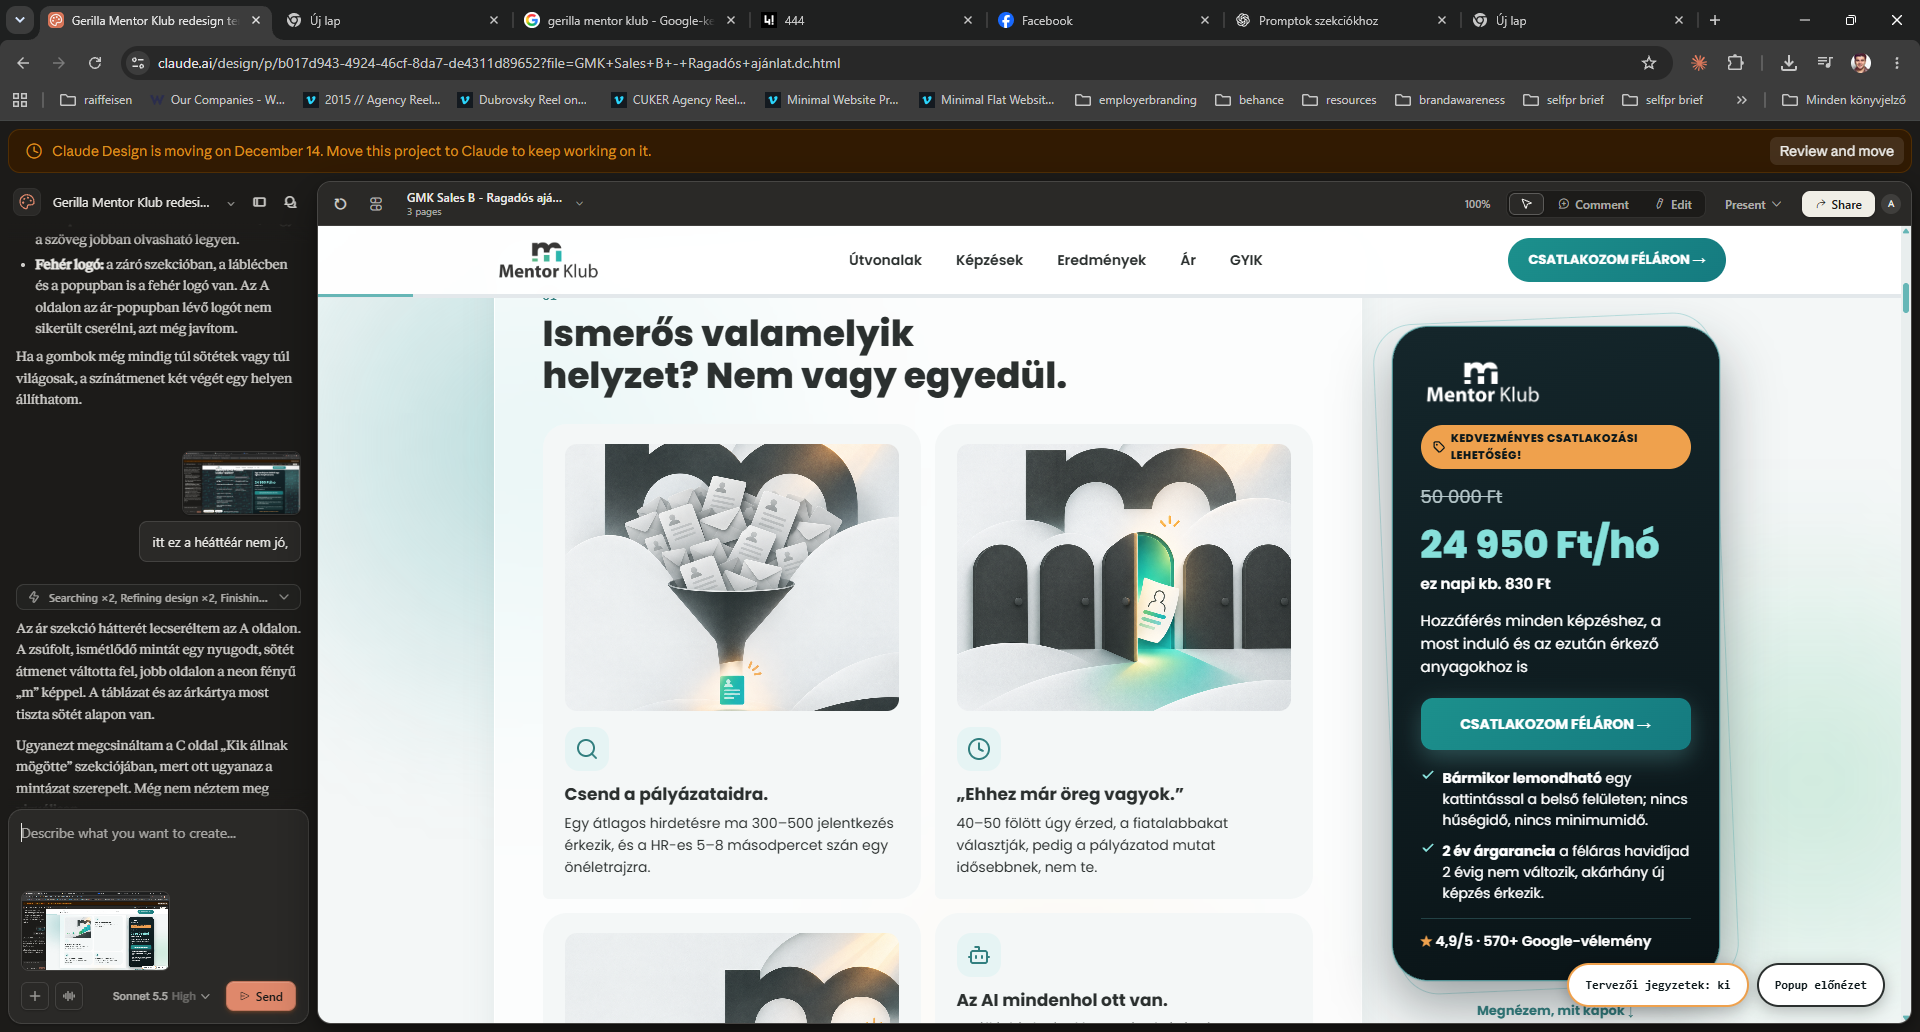 Gerilla Mentor Klub redesign te
Új lap
gerilla mentor klub - Google-ke
444
Facebook
Promptok szekciókhoz
Új lap
claude.ai/design/p/b017d943-4924-46cf-8da7-de4311d89652?file=GMK+Sales+B+-+Ragadós+ajánlat.dc.html
raiffeisen
Our Companies - W...
2015 // Agency Reel...
Dubrovsky Reel on...
CUKER Agency Reel...
Minimal Website Pr...
Minimal Flat Websit...
employerbranding
behance
resources
brandawareness
selfpr brief
selfpr brief
Minden könyvjelző
Claude Design is moving on December 14. Move this project to Claude to keep working on it.
Review and move
Gerilla Mentor Klub redesi...
a szöveg jobban olvasható legyen.
• Fehér logó: a záró szekcióban, a láblécben
és a popupban is a fehér logó van. Az A
oldalon az ár-popupban lévő logót nem
sikerült cserélni, azt még javítom.
Ha a gombok még mindig túl sötétek vagy túl
világosak, a színátmenet két végét egy helyen
állíthatom.
itt ez a héáttéár nem jó,
Searching ×2, Refining design ×2, Finishin...
Az ár szekció hátterét lecseréltem az A oldalon.
A zsúfolt, ismétlődő mintát egy nyugodt, sötét
átmenet váltotta fel, jobb oldalon a neon fényű
„m” képpel. A táblázat és az árkártya most
tiszta sötét alapon van.
Ugyanezt megcsináltam a C oldal „Kik állnak
mögötte” szekciójában, mert ott ugyanaz a
mintázat szerepelt. Még nem néztem meg
Describe what you want to create...
Sonnet 5.5 High
Send
GMK Sales B - Ragadós ajá...
3 pages
100%
Comment
Edit
Present
Share
A
m
Mentor Klub
Útvonalak
Képzések
Eredmények
Ár
GYIK
CSATLAKOZOM FÉLÁRON →
Ismerős valamelyik
helyzet? Nem vagy egyedül.
Csend a pályázataidra.
Egy átlagos hirdetésre ma 300–500 jelentkezés
érkezik, és a HR-es 5–8 másodpercet szán egy
önéletrajzra.
„Ehhez már öreg vagyok.”
40–50 fölött úgy érzed, a fiatalabbakat
választják, pedig a pályázatod mutat
idősebbnek, nem te.
Az AI mindenhol ott van.
m
Mentor Klub
KEDVEZMÉNYES CSATLAKOZÁSI
LEHETŐSÉG!
50 000 Ft
24 950 Ft/hó
ez napi kb. 830 Ft
Hozzáférés minden képzéshez, a
most induló és az ezután érkező
anyagokhoz is
CSATLAKOZOM FÉLÁRON →
Bármikor lemondható egy
kattintással a belső felületen; nincs
hűségidő, nincs minimumidő.
2 év árgarancia a féláras havidíjad
2 évig nem változik, akárhány új
képzés érkezik.
★ 4,9/5 · 570+ Google-vélemény
Tervezői jegyzetek: ki
Popup előnézet
Megnézem, mit kapok ↓